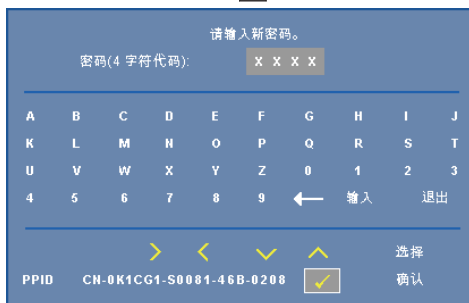 请输入新密码。
密码(4 字符代码): X X X X
A B C D E F G H I J
K L M N O P Q R S T
U V W X Y Z 0 1 2 3
4 5 6 7 8 9 ← 输入 退出
> < ∨ ∧ 选择
PPID CN-0K1CG1-S0081-46B-0208 ✓ 确认